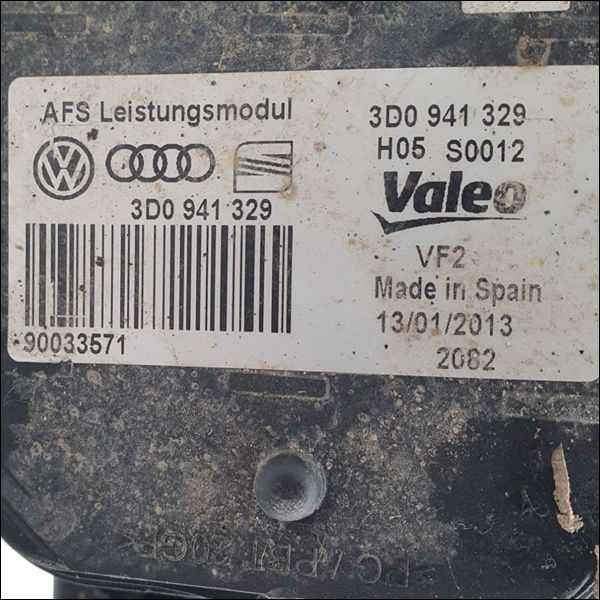 AFS Leistungsmodul
3D0 941 329
90033571
3D0 941 329
H05 S0012
Valeo
VF2
Made in Spain
13/01/2013
2082